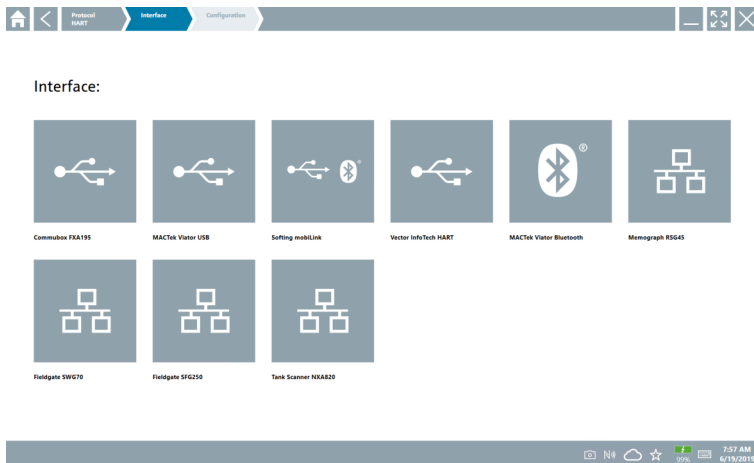 Protocol
HART
Interface
Configuration
Interface:
Commubox FXA195
MACTek Viator USB
Softing mobiLink
Vector InfoTech HART
MACTek Viator Bluetooth
Memograph RSG45
Fieldgate SWG70
Fieldgate SFG250
Tank Scanner NXA820
99%
7:57 AM
6/19/2019